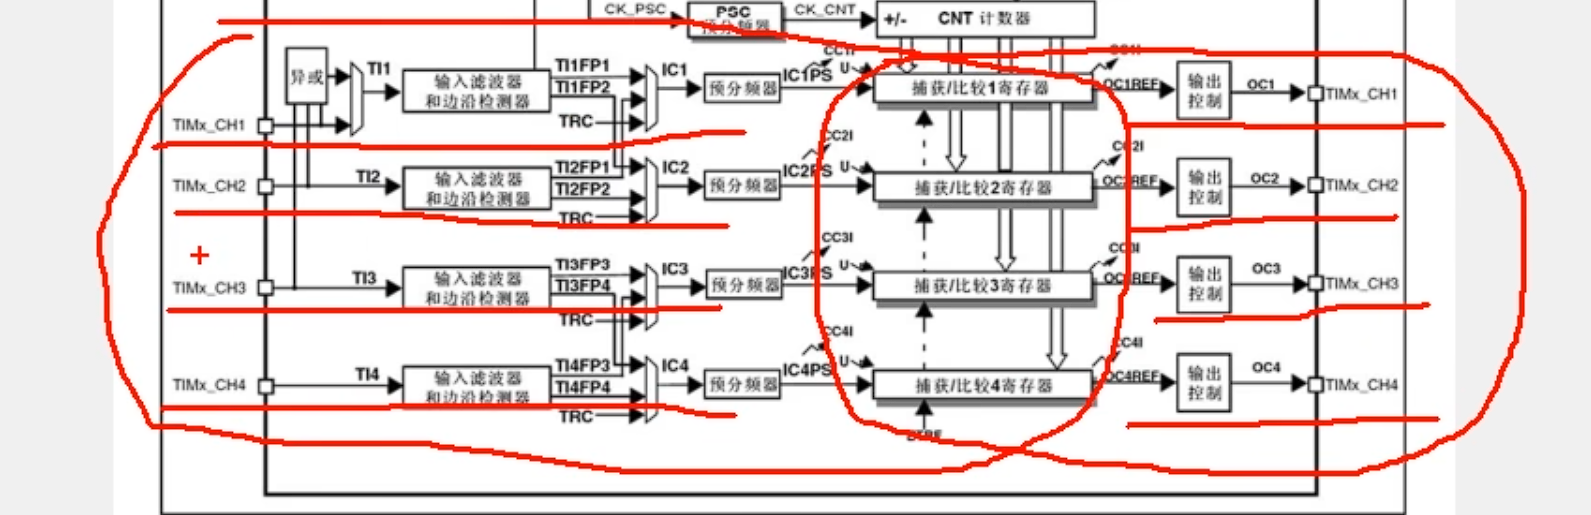 CK_PSC PSC 预分频器 CK_CNT +/- CNT 计数器
异或 TI1 输入滤波器 和边沿检测器 TI1FP1 TI1FP2 TRC IC1 预分频器 IC1PS U CC1I 捕获/比较1寄存器 CC1I OC1REF 输出 控制 OC1 TIMx_CH1
TIMx_CH1
TIMx_CH2 TI2 输入滤波器 和边沿检测器 TI2FP1 TI2FP2 TRC IC2 预分频器 IC2PS U CC2I 捕获/比较2寄存器 CC2I OC2REF 输出 控制 OC2 TIMx_CH2
TIMx_CH3 TI3 输入滤波器 和边沿检测器 TI3FP3 TI3FP4 TRC IC3 预分频器 IC3PS U CC3I 捕获/比较3寄存器 CC3I OC3REF 输出 控制 OC3 TIMx_CH3
TIMx_CH4 TI4 输入滤波器 和边沿检测器 TI4FP3 TI4FP4 TRC IC4 预分频器 IC4PS U CC4I 捕获/比较4寄存器 CC4I OC4REF 输出 控制 OC4 TIMx_CH4